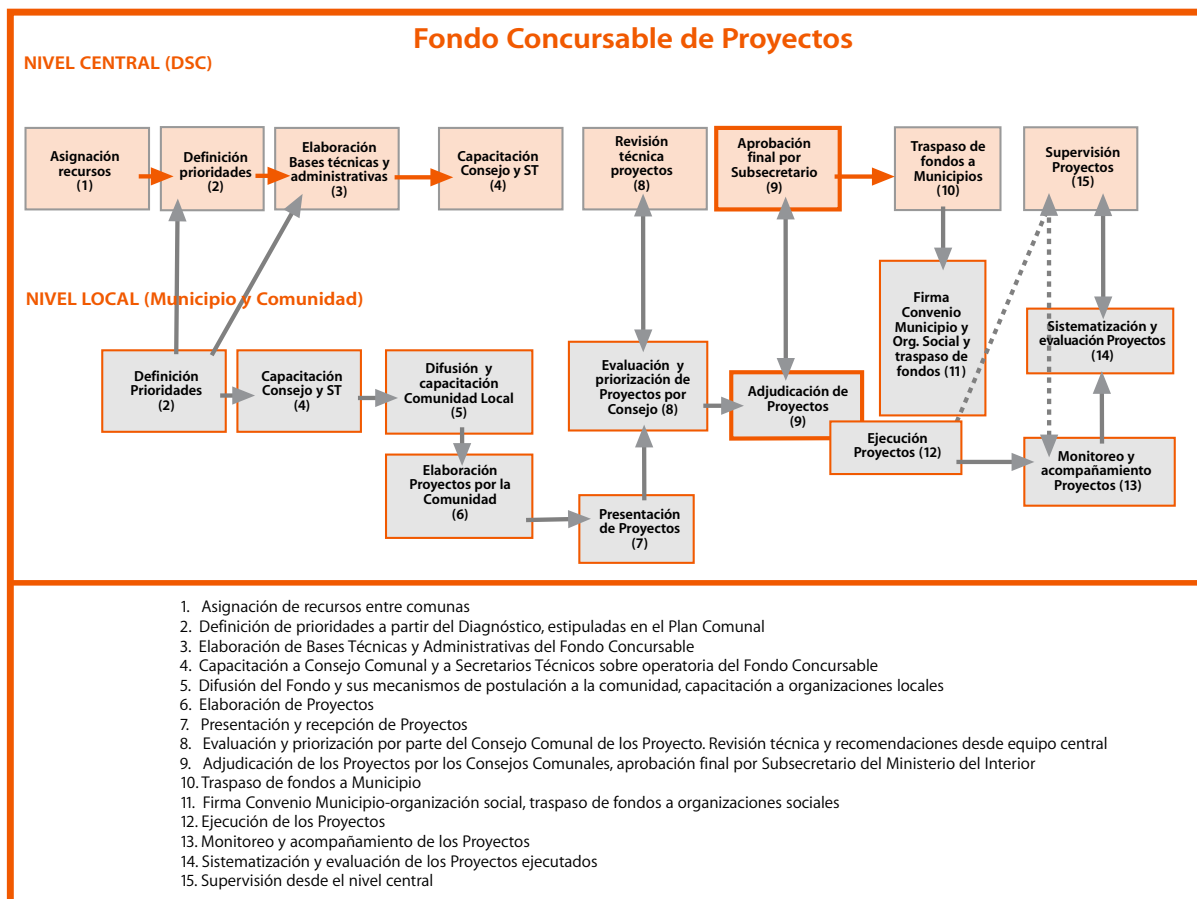 Fondo Concursable de Proyectos
NIVEL CENTRAL (DSC)
Asignación
recursos
(1)
Definición
prioridades
(2)
Elaboración
Bases técnicas y
administrativas
(3)
Capacitación
Consejo y ST
(4)
Revisión
técnica
proyectos
(8)
Aprobación
final por
Subsecretario
(9)
Traspaso de
fondos a
Municipios
(10)
Supervisión
Proyectos
(15)
NIVEL LOCAL (Municipio y Comunidad)
Definición
Prioridades
(2)
Capacitación
Consejo y ST
(4)
Difusión y
capacitación
Comunidad Local
(5)
Elaboración
Proyectos por la
Comunidad
(6)
Presentación
de Proyectos
(7)
Evaluación y
priorización de
Proyectos por
Consejo (8)
Adjudicación de
Proyectos
(9)
Firma
Convenio
Municipio y
Org. Social y
traspaso de
fondos (11)
Ejecución
Proyectos (12)
Monitoreo y
acompañamiento
Proyectos (13)
Sistematización y
evaluación Proyectos
(14)
1. Asignación de recursos entre comunas
2. Definición de prioridades a partir del Diagnóstico, estipuladas en el Plan Comunal
3. Elaboración de Bases Técnicas y Administrativas del Fondo Concursable
4. Capacitación a Consejo Comunal y a Secretarios Técnicos sobre operatoria del Fondo Concursable
5. Difusión del Fondo y sus mecanismos de postulación a la comunidad, capacitación a organizaciones locales
6. Elaboración de Proyectos
7. Presentación y recepción de Proyectos
8. Evaluación y priorización por parte del Consejo Comunal de los Proyecto. Revisión técnica y recomendaciones desde equipo central
9. Adjudicación de los Proyectos por los Consejos Comunales, aprobación final por Subsecretario del Ministerio del Interior
10. Traspaso de fondos a Municipio
11. Firma Convenio Municipio-organización social, traspaso de fondos a organizaciones sociales
12. Ejecución de los Proyectos
13. Monitoreo y acompañamiento de los Proyectos
14. Sistematización y evaluación de los Proyectos ejecutados
15. Supervisión desde el nivel central